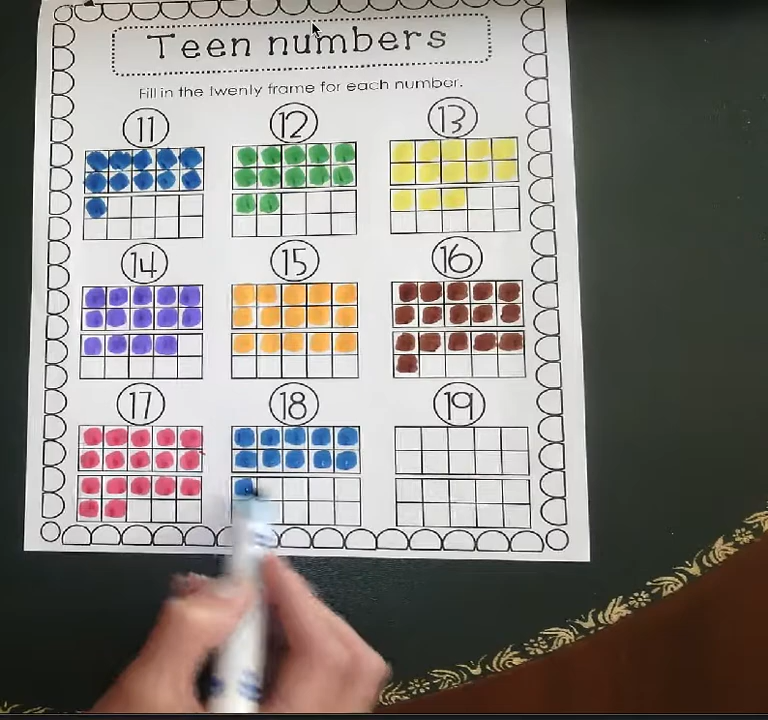 Teen numbers
Fill in the twenty frame for each number.
11 12 13
14 15 16
17 18 19